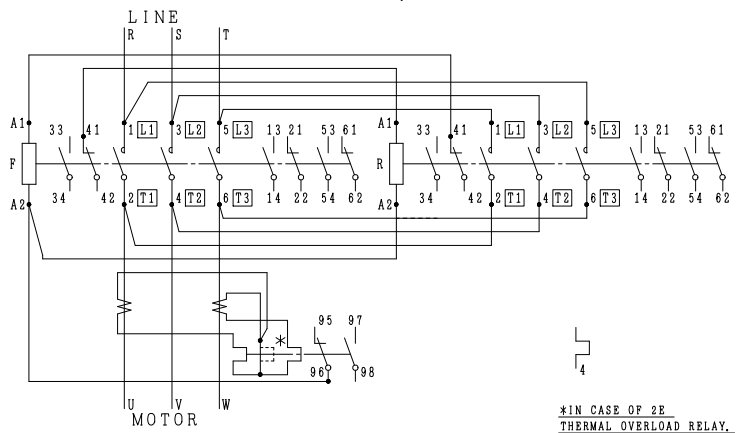 LINE
R S T
A1 33 41 1 L1 3 L2 5 L3 13 21 53 61 A1 33 41 1 L1 3 L2 5 L3 13 21 53 61
F R
A2 34 42 2 T1 4 T2 6 T3 14 22 54 62 A2 34 42 2 T1 4 T2 6 T3 14 22 54 62
95 97
*
96 98
4
U V W
MOTOR
*IN CASE OF 2E
THERMAL OVERLOAD RELAY.